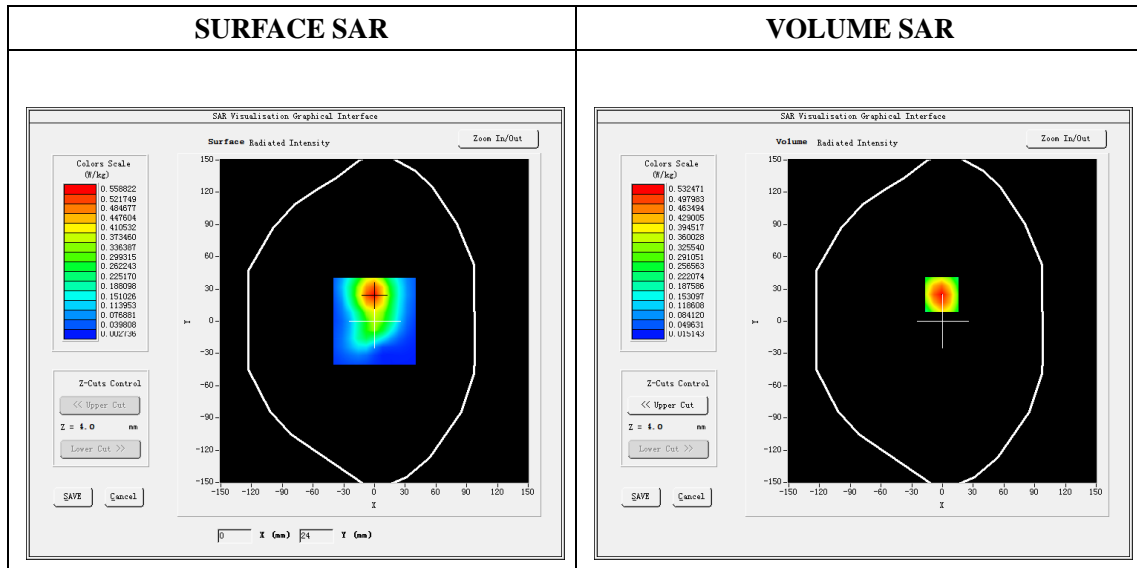 SURFACE SAR
VOLUME SAR
SAR Visualisation Graphical Interface
Surface Radiated Intensity
Zoom In/Out
Colors Scale
(W/kg)
0.558822
0.521749
0.484677
0.447604
0.410532
0.373460
0.336387
0.299315
0.262243
0.225170
0.188098
0.151026
0.113953
0.076881
0.039808
0.002736
Z-Cuts Control
<< Upper Cut
Z = 4.0 mm
Lower Cut >>
SAVE Cancel
150
120
90
60
30
0
-30
-60
-90
-120
-150
Y
-150 -120 -90 -60 -30 0 30 60 90 120 150
X
0 X (mm) 24 Y (mm)
SAR Visualisation Graphical Interface
Volume Radiated Intensity
Zoom In/Out
Colors Scale
(W/kg)
0.532471
0.497983
0.463494
0.429005
0.394517
0.360028
0.325540
0.291051
0.256563
0.222074
0.187586
0.153097
0.118608
0.084120
0.049631
0.015143
Z-Cuts Control
<< Upper Cut
Z = 4.0 mm
Lower Cut >>
SAVE Cancel
150
120
90
60
30
0
-30
-60
-90
-120
-150
Y
-150 -120 -90 -60 -30 0 30 60 90 120 150
X